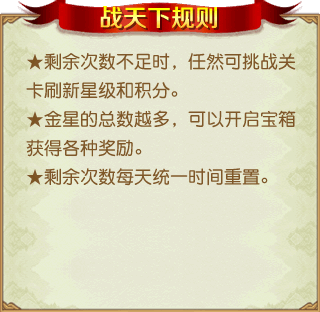 战天下规则
★剩余次数不足时，任然可挑战关
卡刷新星级和积分。
★金星的总数越多，可以开启宝箱
获得各种奖励。
★剩余次数每天统一时间重置。